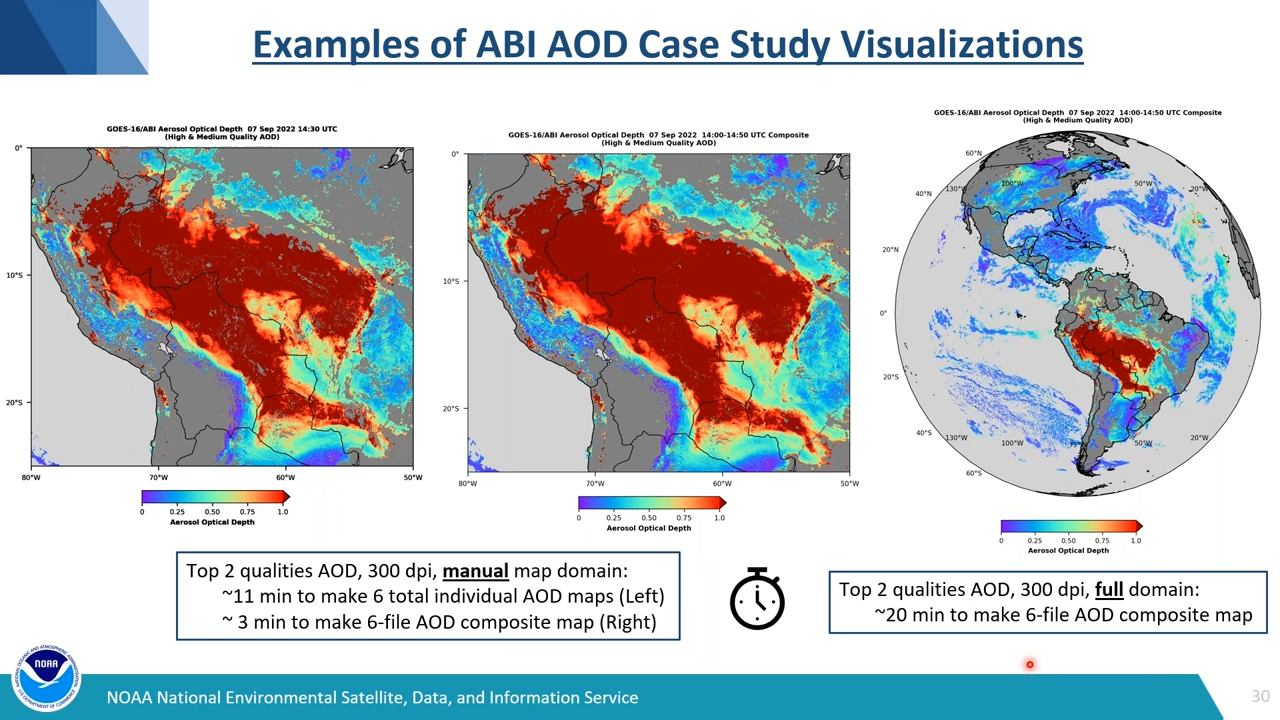 Examples of ABI AOD Case Study Visualizations
GOES-16/ABI Aerosol Optical Depth 07 Sep 2022 14:30 UTC
(High & Medium Quality AOD)
0°
10°S
20°S
80°W 70°W 60°W 50°W
0 0.25 0.50 0.75 1.0
Aerosol Optical Depth
GOES-16/ABI Aerosol Optical Depth 07 Sep 2022 14:00-14:50 UTC Composite
(High & Medium Quality AOD)
0°
10°S
20°S
80°W 70°W 60°W 50°W
0 0.25 0.50 0.75 1.0
Aerosol Optical Depth
GOES-16/ABI Aerosol Optical Depth 07 Sep 2022 14:00-14:50 UTC Composite
(High & Medium Quality AOD)
60°N
40°N 130°W 100°W 50°W 20°W
20°N
0°
20°S
40°S 130°W 100°W 75°W 50°W 20°W
60°S
0 0.25 0.50 0.75 1.0
Aerosol Optical Depth
Top 2 qualities AOD, 300 dpi, manual map domain:
~11 min to make 6 total individual AOD maps (Left)
~ 3 min to make 6-file AOD composite map (Right)
Top 2 qualities AOD, 300 dpi, full domain:
~20 min to make 6-file AOD composite map
NOAA
NOAA National Environmental Satellite, Data, and Information Service
30